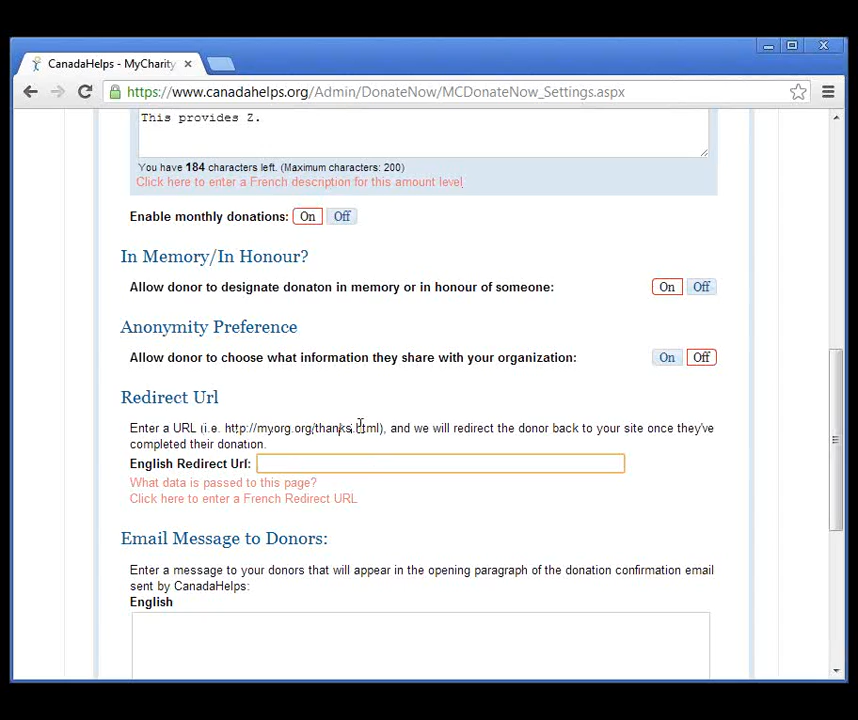 CanadaHelps - MyCharity
https://www.canadahelps.org/Admin/DonateNow/MCDonateNow_Settings.aspx
This provides Z.
You have 184 characters left. (Maximum characters: 200)
Click here to enter a French description for this amount level
Enable monthly donations: On Off
In Memory/In Honour?
Allow donor to designate donaton in memory or in honour of someone: On Off
Anonymity Preference
Allow donor to choose what information they share with your organization: On Off
Redirect Url
Enter a URL (i.e. http://myorg.org/thanks.html), and we will redirect the donor back to your site once they've
completed their donation.
English Redirect Url:
What data is passed to this page?
Click here to enter a French Redirect URL
Email Message to Donors:
Enter a message to your donors that will appear in the opening paragraph of the donation confirmation email
sent by CanadaHelps:
English